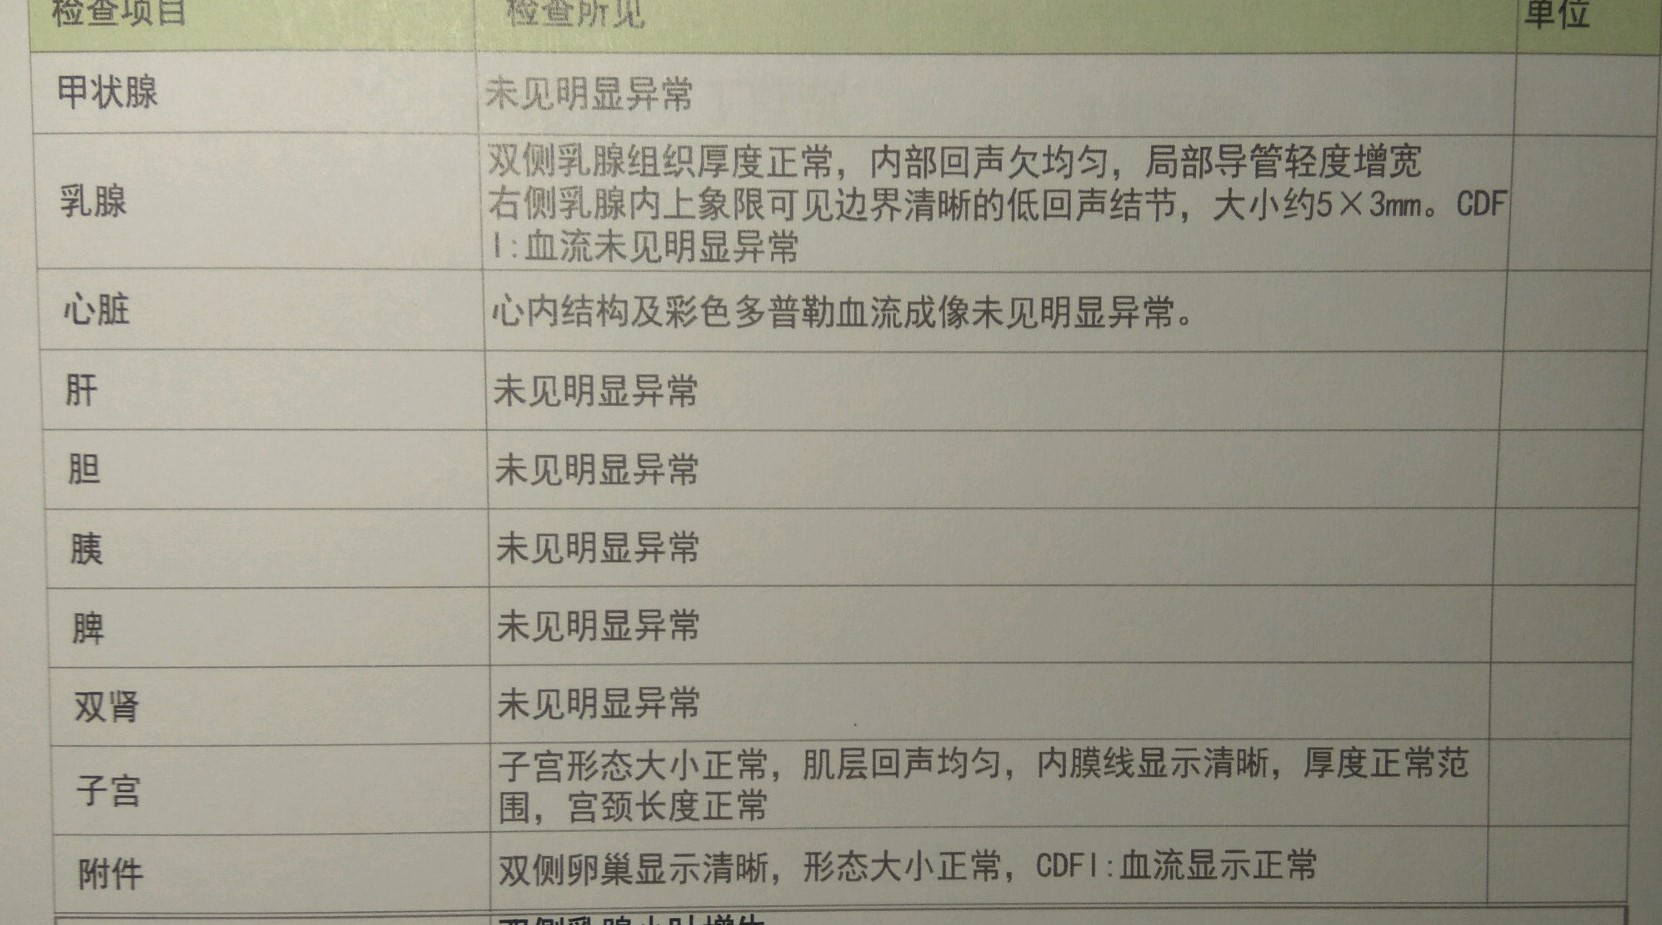 检查项目 检查所见 单位
甲状腺 未见明显异常
乳腺 双侧乳腺组织厚度正常，内部回声欠均匀，局部导管轻度增宽
右侧乳腺内上象限可见边界清晰的低回声结节，大小约5×3mm。CDF
I:血流未见明显异常
心脏 心内结构及彩色多普勒血流成像未见明显异常。
肝 未见明显异常
胆 未见明显异常
胰 未见明显异常
脾 未见明显异常
双肾 未见明显异常
子宫 子宫形态大小正常，肌层回声均匀，内膜线显示清晰，厚度正常范
围，宫颈长度正常
附件 双侧卵巢显示清晰，形态大小正常，CDFI:血流显示正常
双侧乳腺小叶增生